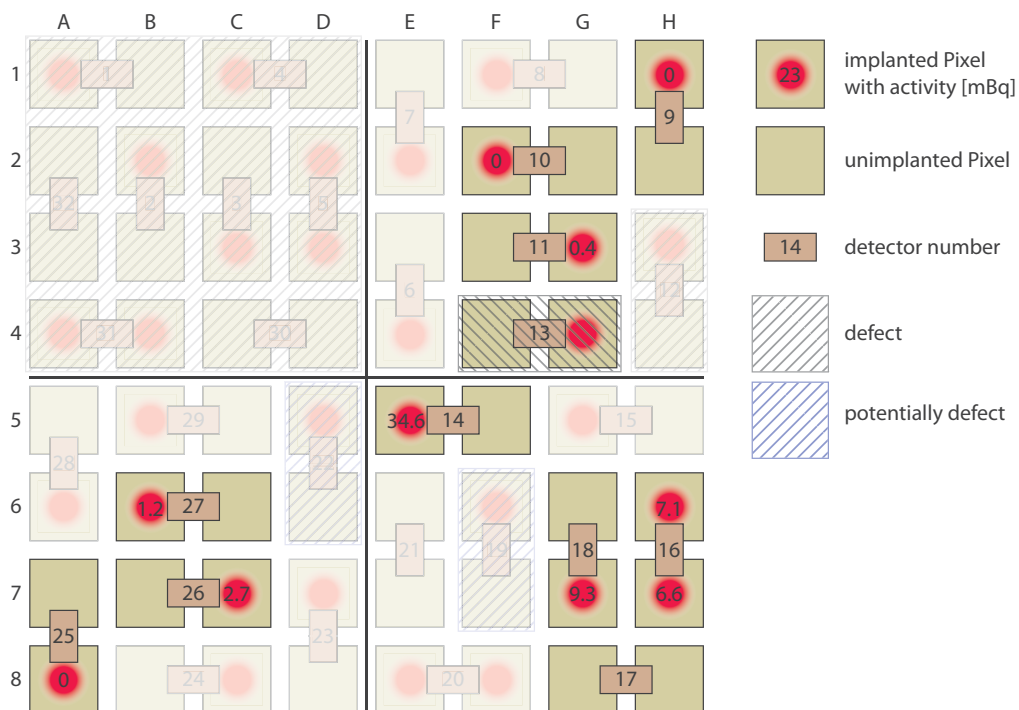 A B C D E F G H
1 1 4 8 0 23 implanted Pixel
with activity [mBq]
7 9
2 0 10 unimplanted Pixel
32 2 3 5
3 11 0.4 14 detector number
6 12
4 31 30 13 defect
5 29 34.6 14 15 potentially defect
28 22
6 1.2 27 7.1
21 19 18 16
7 26 2.7 9.3 6.6
25 23
8 0 24 20 17